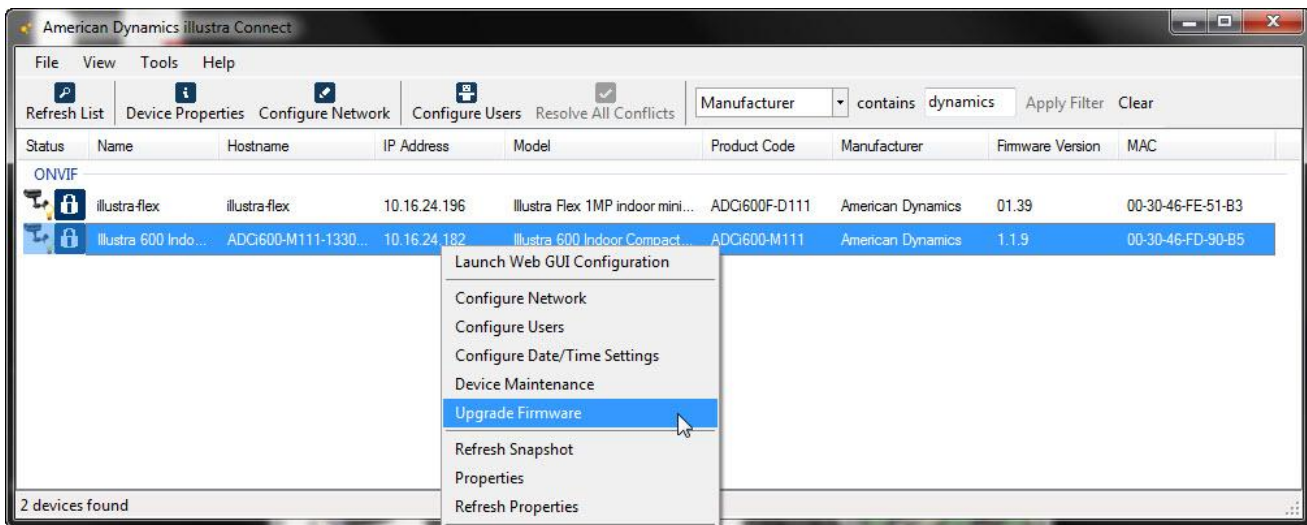 American Dynamics illustra Connect
File View Tools Help
Refresh List Device Properties Configure Network Configure Users Resolve All Conflicts Manufacturer contains dynamics Apply Filter Clear
Status Name Hostname IP Address Model Product Code Manufacturer Firmware Version MAC
ONVIF
illustra-flex illustra-flex 10.16.24.196 Illustra Flex 1MP indoor mini... ADCi600F-D111 American Dynamics 01.39 00-30-46-FE-51-B3
Illustra 600 Indo... ADCi600-M111-1330... 10.16.24.182 Illustra 600 Indoor Compact... ADCi600-M111 American Dynamics 1.1.9 00-30-46-FD-90-B5
Launch Web GUI Configuration
Configure Network
Configure Users
Configure Date/Time Settings
Device Maintenance
Upgrade Firmware
Refresh Snapshot
Properties
Refresh Properties
2 devices found